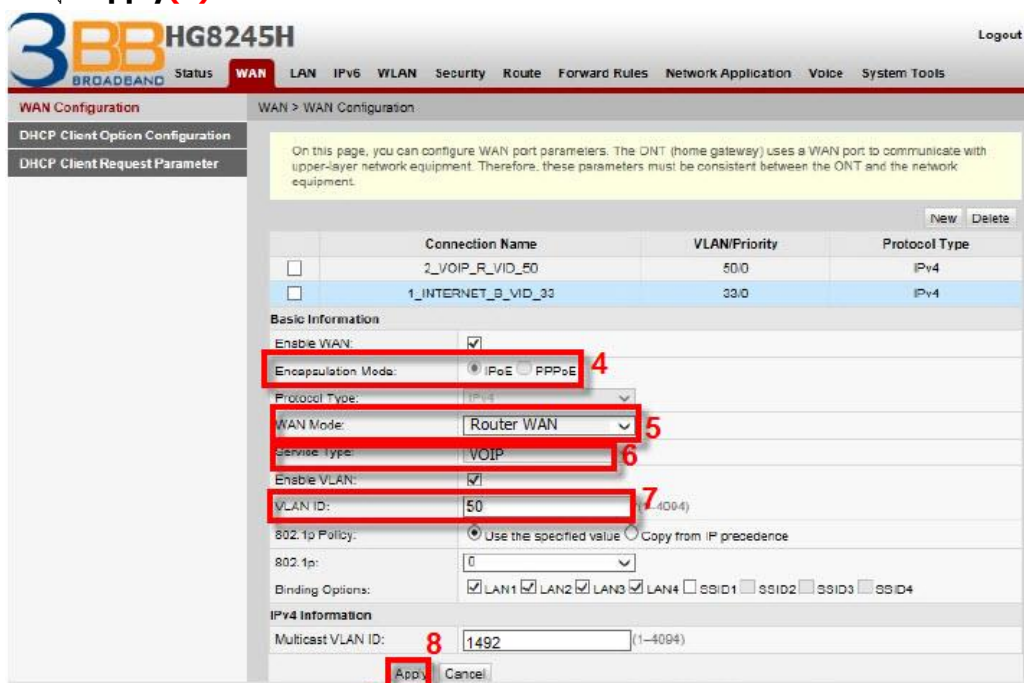 3BB HG8245H
BROADBAND
Logout
Status WAN LAN IPv6 WLAN Security Route Forward Rules Network Application Voice System Tools
WAN Configuration
WAN > WAN Configuration
DHCP Client Option Configuration
DHCP Client Request Parameter
On this page, you can configure WAN port parameters. The ONT (home gateway) uses a WAN port to communicate with
upper-layer network equipment. Therefore, these parameters must be consistent between the ONT and the network
equipment.
New Delete
Connection Name VLAN/Priority Protocol Type
2_VOIP_R_VID_50 50/0 IPv4
1_INTERNET_B_VID_33 33/0 IPv4
Basic Information
Enable WAN:
Encapsulation Mode: IPoE PPPoE 4
Protocol Type: IPv4
WAN Mode: Router WAN 5
Service Type: VOIP 6
Enable VLAN:
VLAN ID: 50 (1–4094) 7
802.1p Policy: Use the specified value Copy from IP precedence
802.1p: 0
Binding Options: LAN1 LAN2 LAN3 LAN4 SSID1 SSID2 SSID3 SSID4
IPv4 Information
Multicast VLAN ID: 1492 (1–4094)
8
Apply Cancel